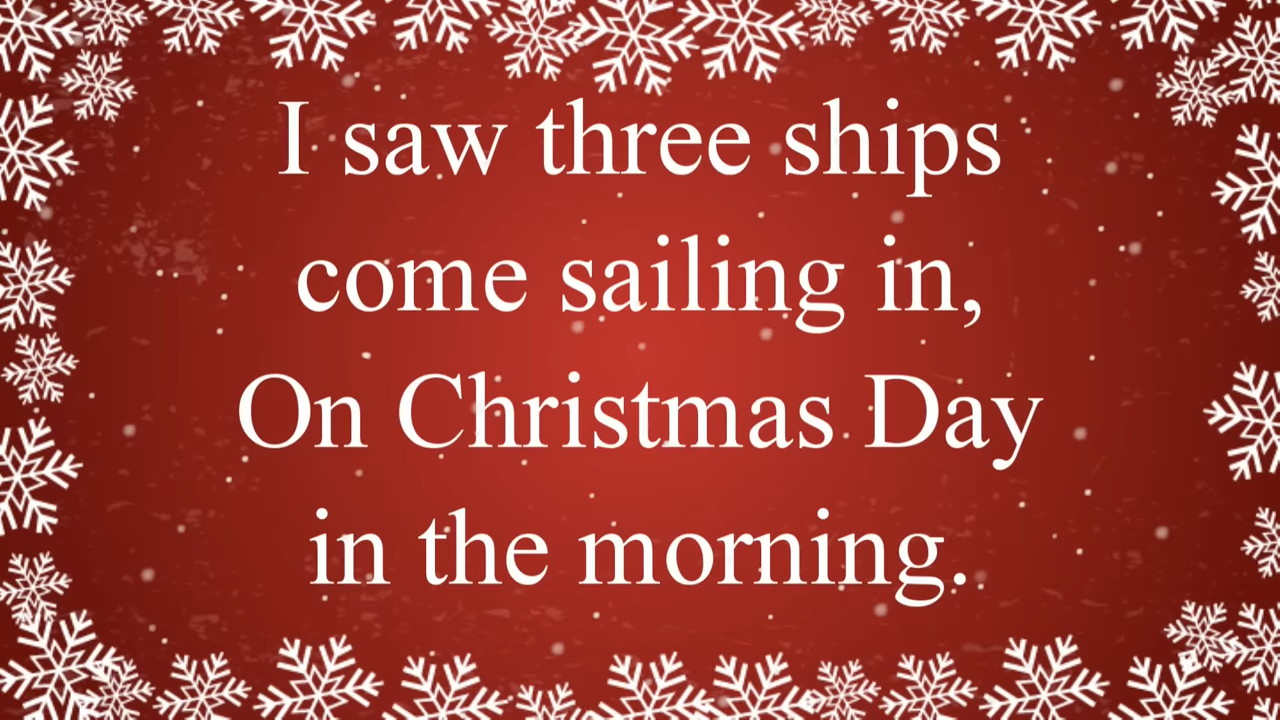 I saw three ships
come sailing in,
On Christmas Day
in the morning.